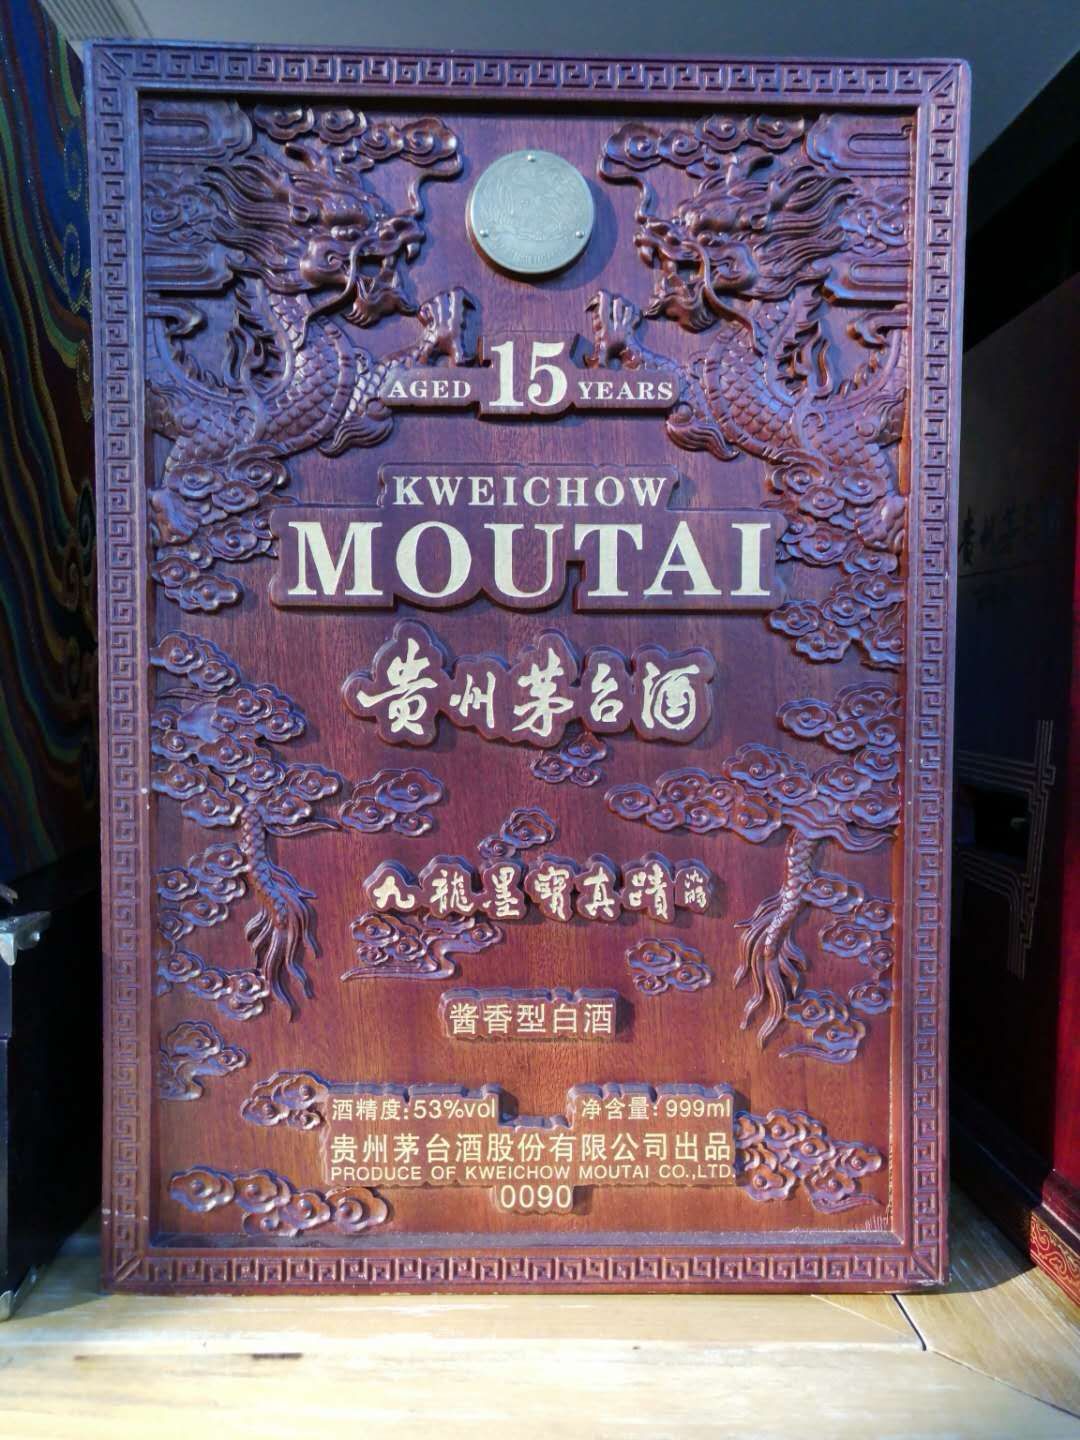 AGED 15 YEARS
KWEICHOW
MOUTAI
贵州茅台酒
九龍墨寶真蹟
酱香型白酒
酒精度:53%vol 净含量:999ml
贵州茅台酒股份有限公司出品
PRODUCE OF KWEICHOW MOUTAI CO.,LTD.
0090